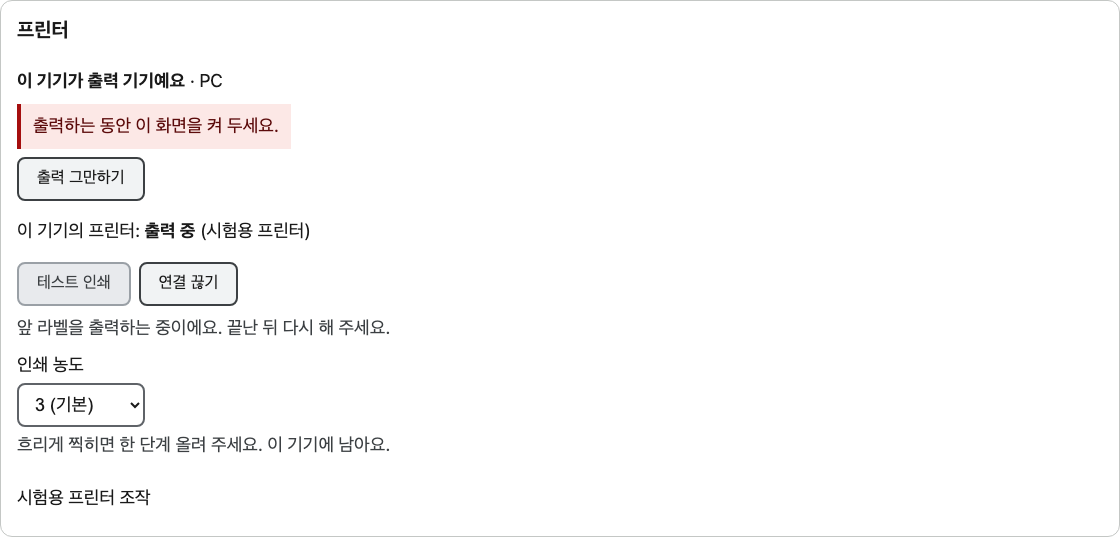 프린터
이 기기가 출력 기기예요 · PC
출력하는 동안 이 화면을 켜 두세요.
출력 그만하기
이 기기의 프린터: 출력 중 (시험용 프린터)
테스트 인쇄 연결 끊기
앞 라벨을 출력하는 중이에요. 끝난 뒤 다시 해 주세요.
인쇄 농도
3 (기본)
흐리게 찍히면 한 단계 올려 주세요. 이 기기에 남아요.
시험용 프린터 조작